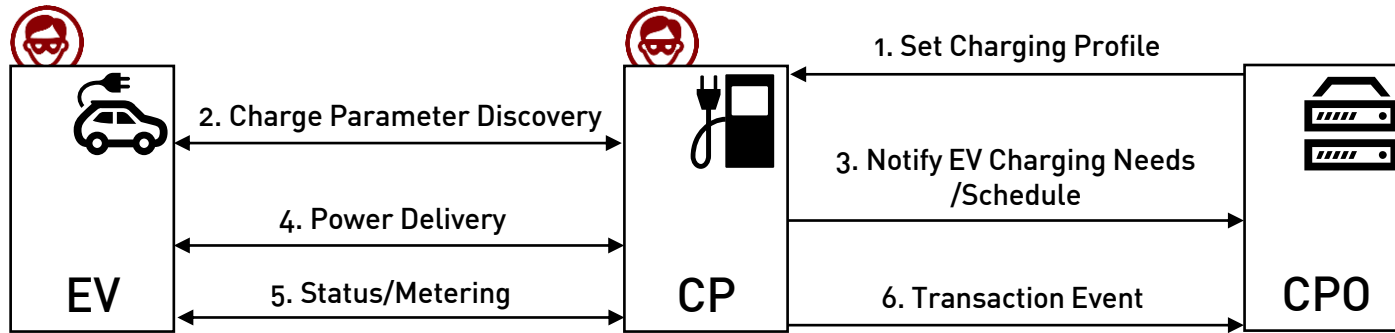 1. Set Charging Profile
2. Charge Parameter Discovery
3. Notify EV Charging Needs
/Schedule
4. Power Delivery
5. Status/Metering
6. Transaction Event
EV
CP
CPO